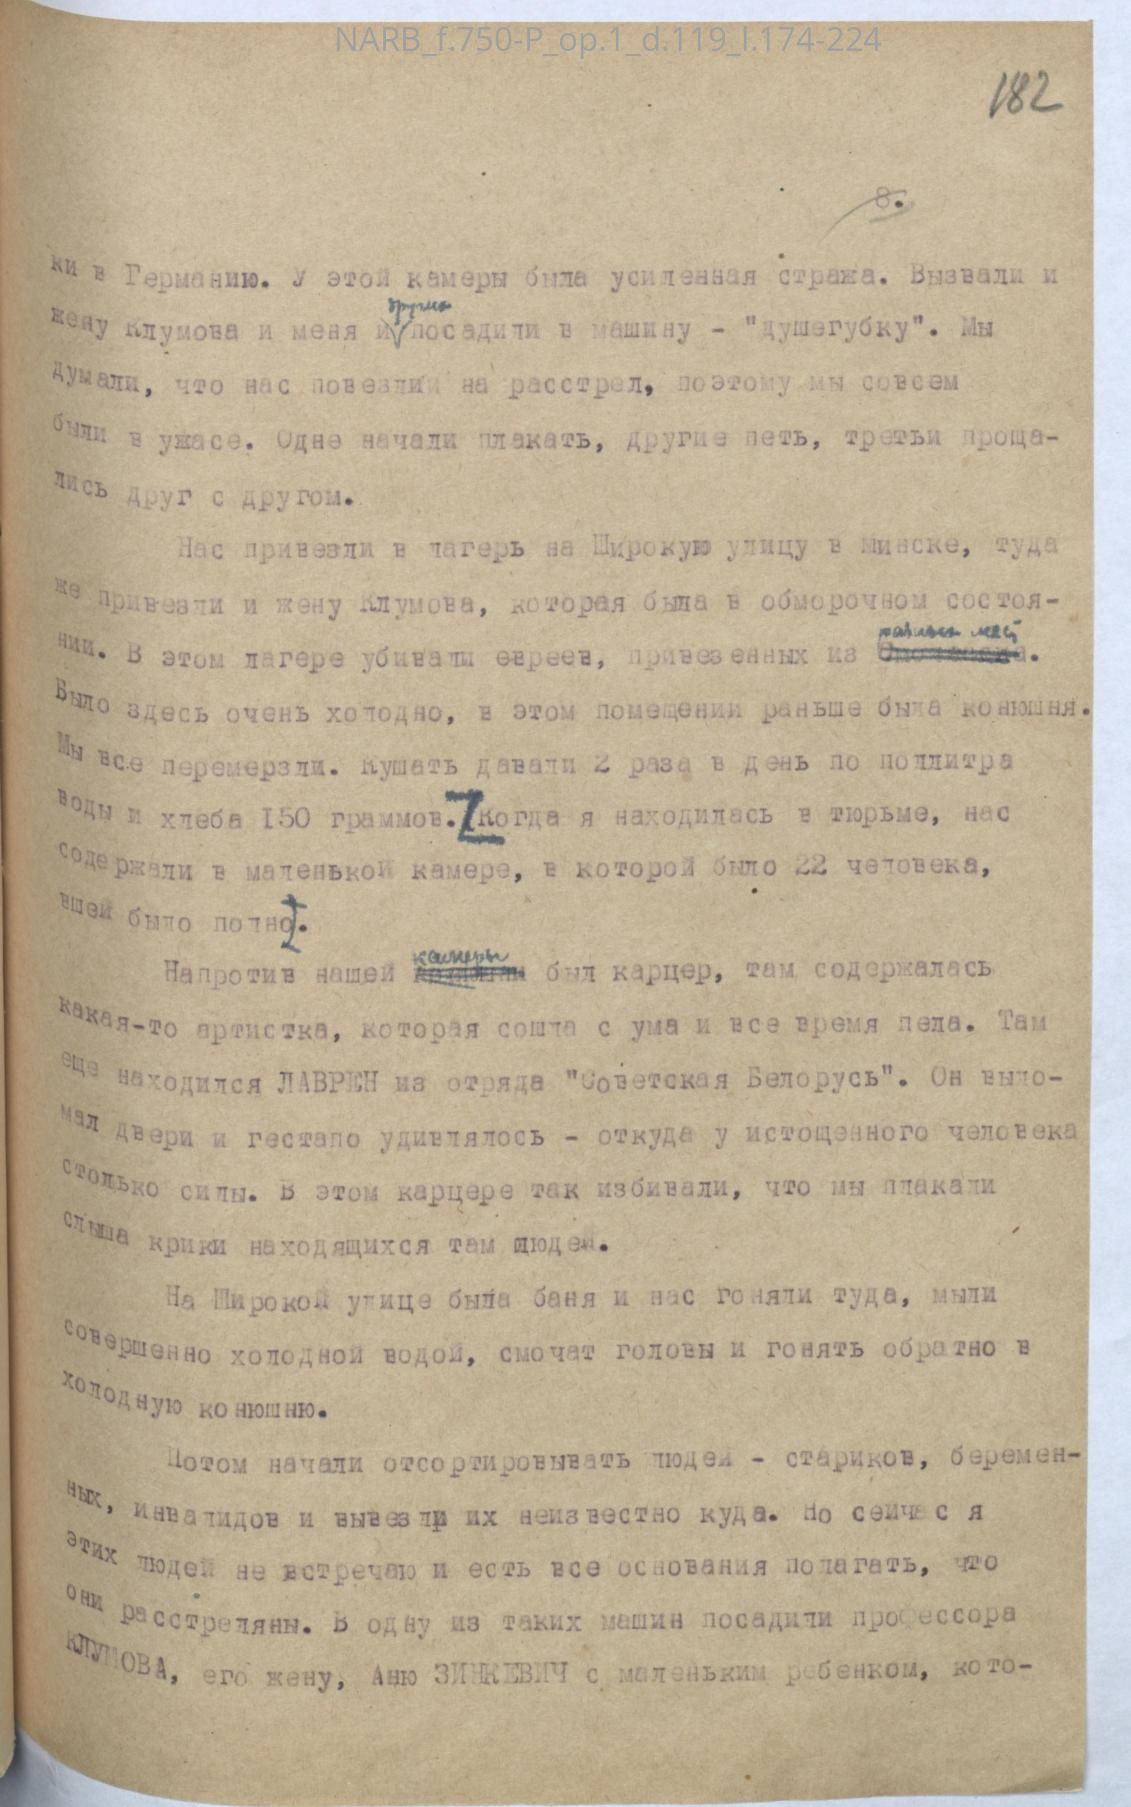 NARB_f.750-P_op.1_d.119_l.174-224
182
8.
ки в Германию. У этой камеры была усиленная стража. Вызвали и
других
жену Клумова и меня и посадили в машину - "душегубку". Мы
думали, что нас повезлии на расстрел, поэтому мы совсем
были в ужасе. Одне начали плакать, другие петь, третьи проща-
лись друг с другом.
Нас привезли в лагерь на Широкую улицу в Минске, туда
же привезли и жену Клумова, которая была в обморочном состоя-
разных мест
нии. В этом лагере убивали евреев, привезенных из .
Было здесь очень холодно, в этом помещении раньше была конюшня.
Мы все перемерзли. Кушать давали 2 раза в день по поллитра
воды и хлеба 150 граммов. Когда я находилась в тюрьме, нас
содержали в маленькой камере, в которой было 22 человека,
вшей было полно.
камеры
Напротив нашей был карцер, там содержалась
какая-то артистка, которая сошла с ума и все время пела. Там
еще находился ЛАВРЕН из отряда "Советская Белорусь". Он выло-
мал двери и гестапо удивлялось - откуда у истощенного человека
столько силы. В этом карцере так избивали, что мы плакали
слыша крики находящихся там людей.
На Широкой улице была баня и нас гоняли туда, мыли
совершенно холодной водой, смочат головы и гонять обратно в
холодную конюшню.
Потом начали отсортировывать людей - стариков, беремен-
ных, инвалидов и вывезли их неизвестно куда. Но сейчас я
этих людей не встречаю и есть все основания полагать, что
они расстреляны. В одну из таких машин посадили профессора
КЛУМОВА, его жену, Аню ЗИНКЕВИЧ с маленьким ребенком, кото-